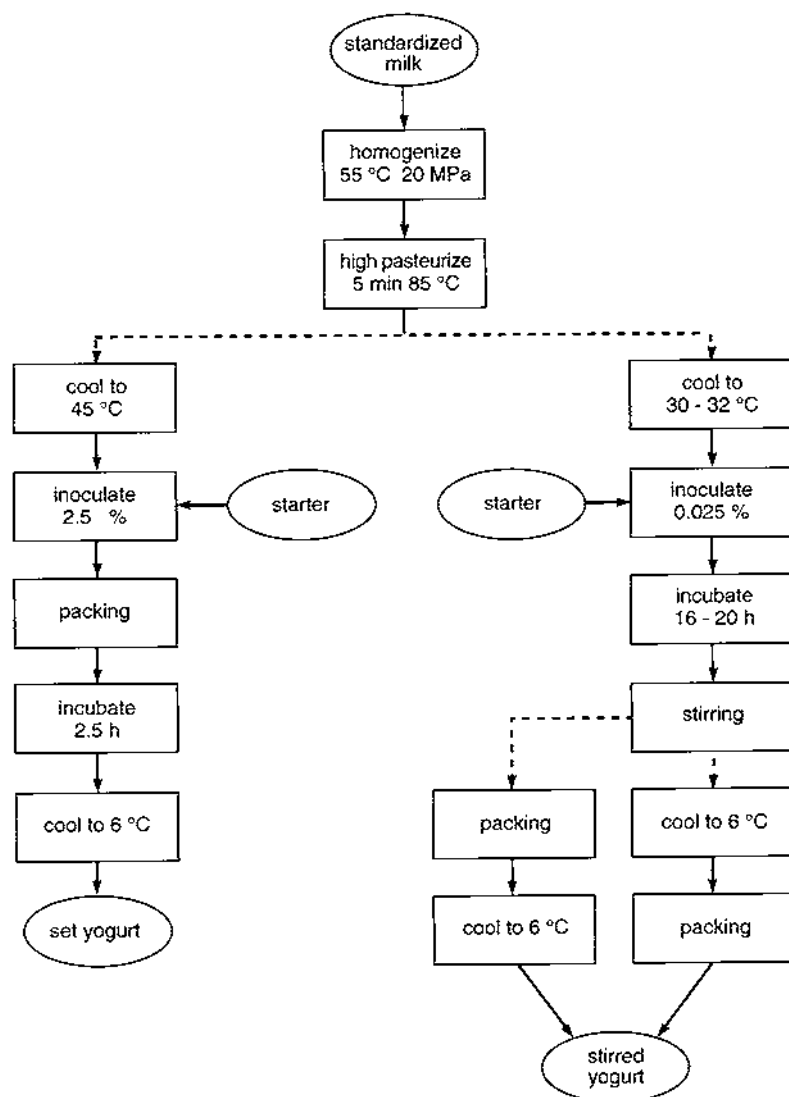 standardized
milk
homogenize
55 °C 20 MPa
high pasteurize
5 min 85 °C
cool to
45 °C
inoculate
2.5 %
starter
packing
incubate
2.5 h
cool to 6 °C
set yogurt
cool to
30 - 32 °C
starter
inoculate
0.025 %
incubate
16 - 20 h
stirring
packing
cool to 6 °C
cool to 6 °C
packing
stirred
yogurt